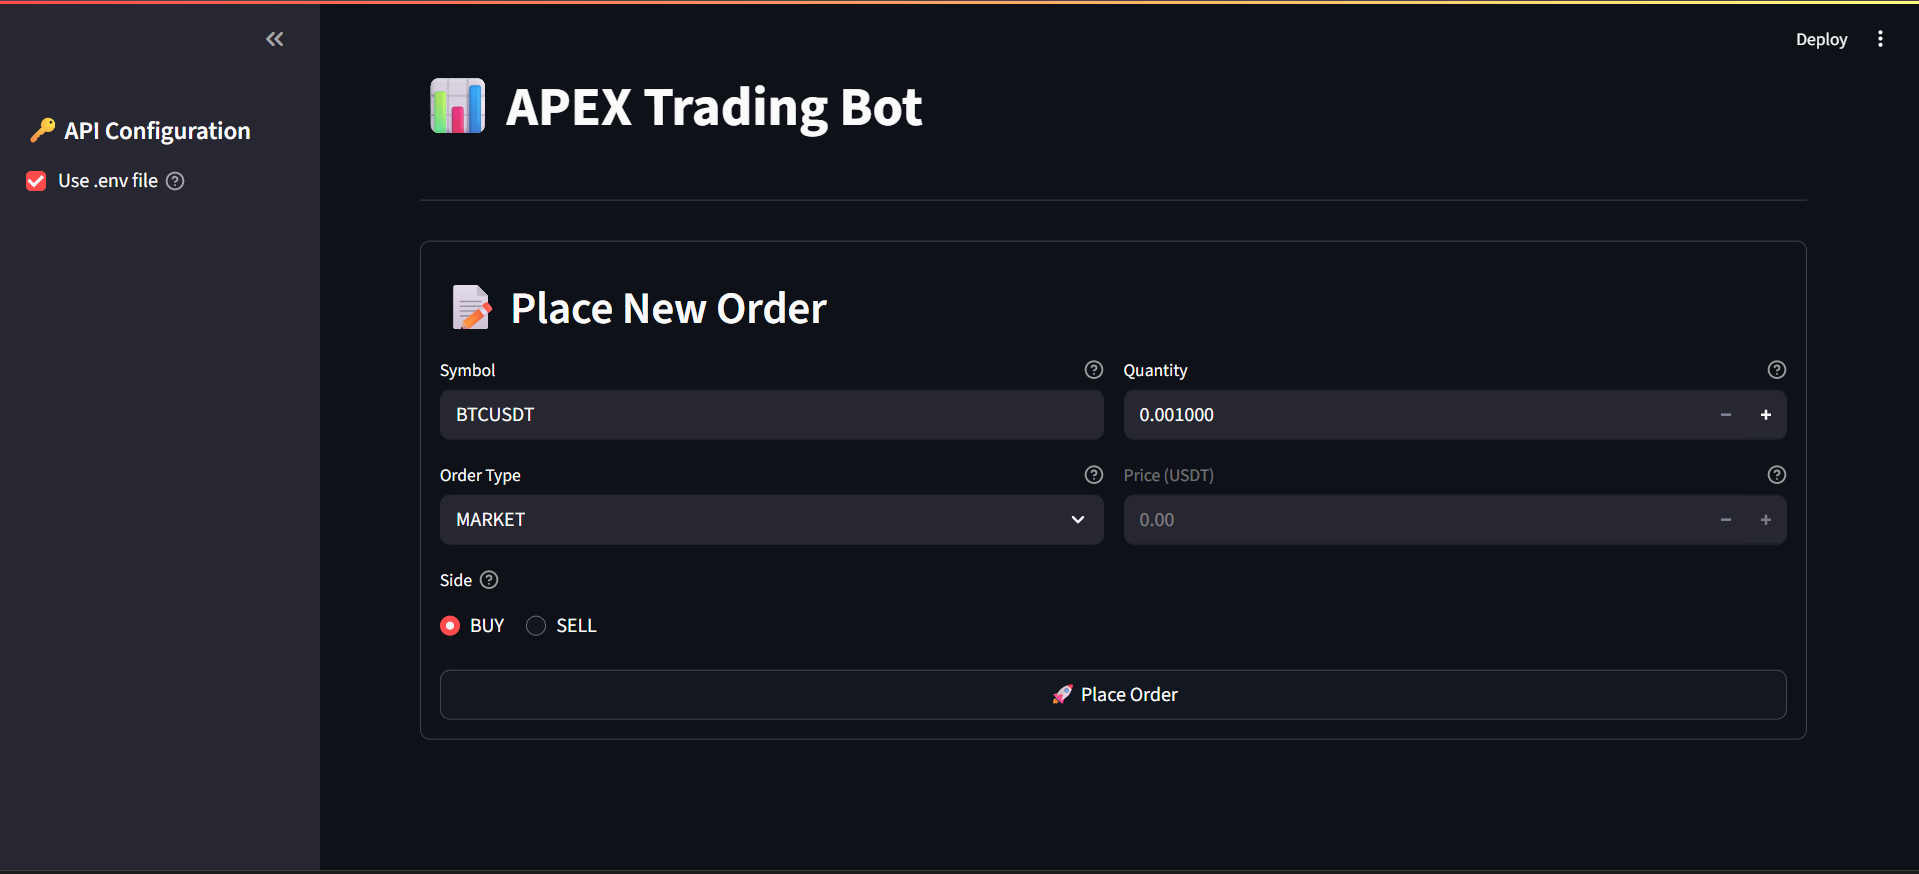 Deploy
API Configuration
Use .env file
APEX Trading Bot
Place New Order
Symbol
BTCUSDT
Quantity
0.001000
Order Type
MARKET
Price (USDT)
0.00
Side
BUY
SELL
Place Order